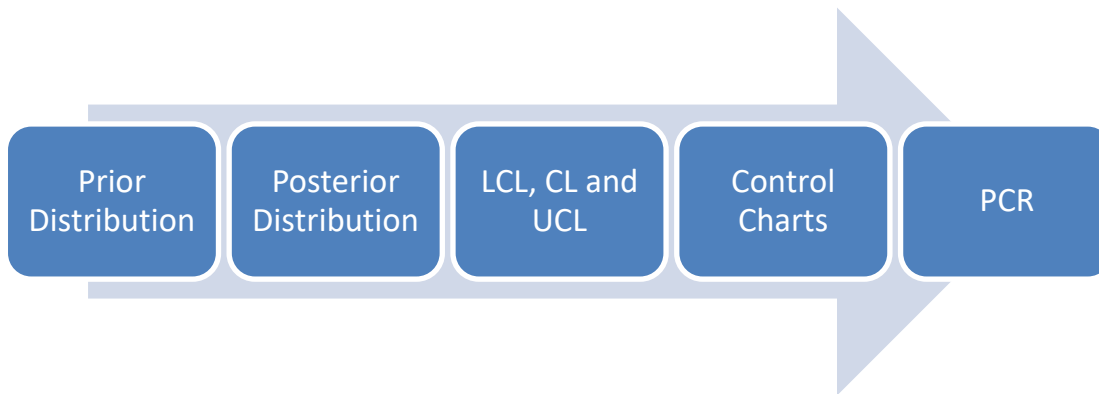 Prior
Distribution
Posterior
Distribution
LCL, CL and
UCL
Control
Charts
PCR